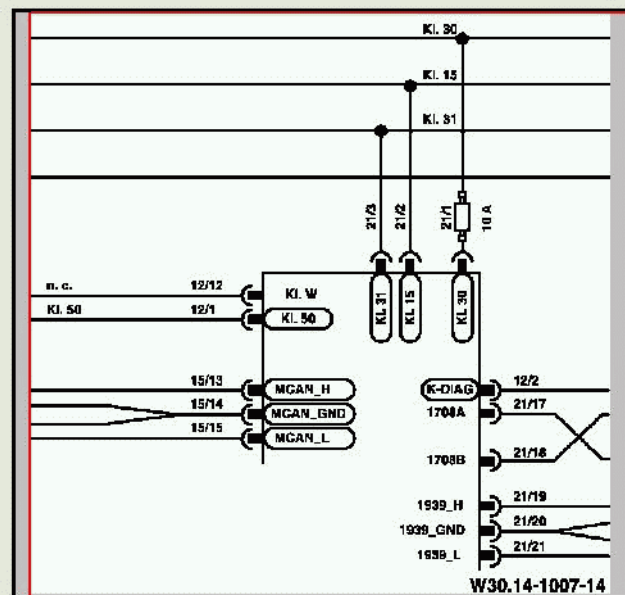 Kl. 30
Kl. 15
Kl. 31
21/3
21/2
21/1
10 A
n. c.
12/12
Kl. W
Kl. 50
12/1
Kl. 50
KL 31
KL 15
KL 30
15/13
MCAN_H
15/14
MCAN_GND
15/15
MCAN_L
K-DIAG
12/2
1708A
21/17
1708B
21/18
1939_H
21/19
1939_GND
21/20
1939_L
21/21
W30.14-1007-14